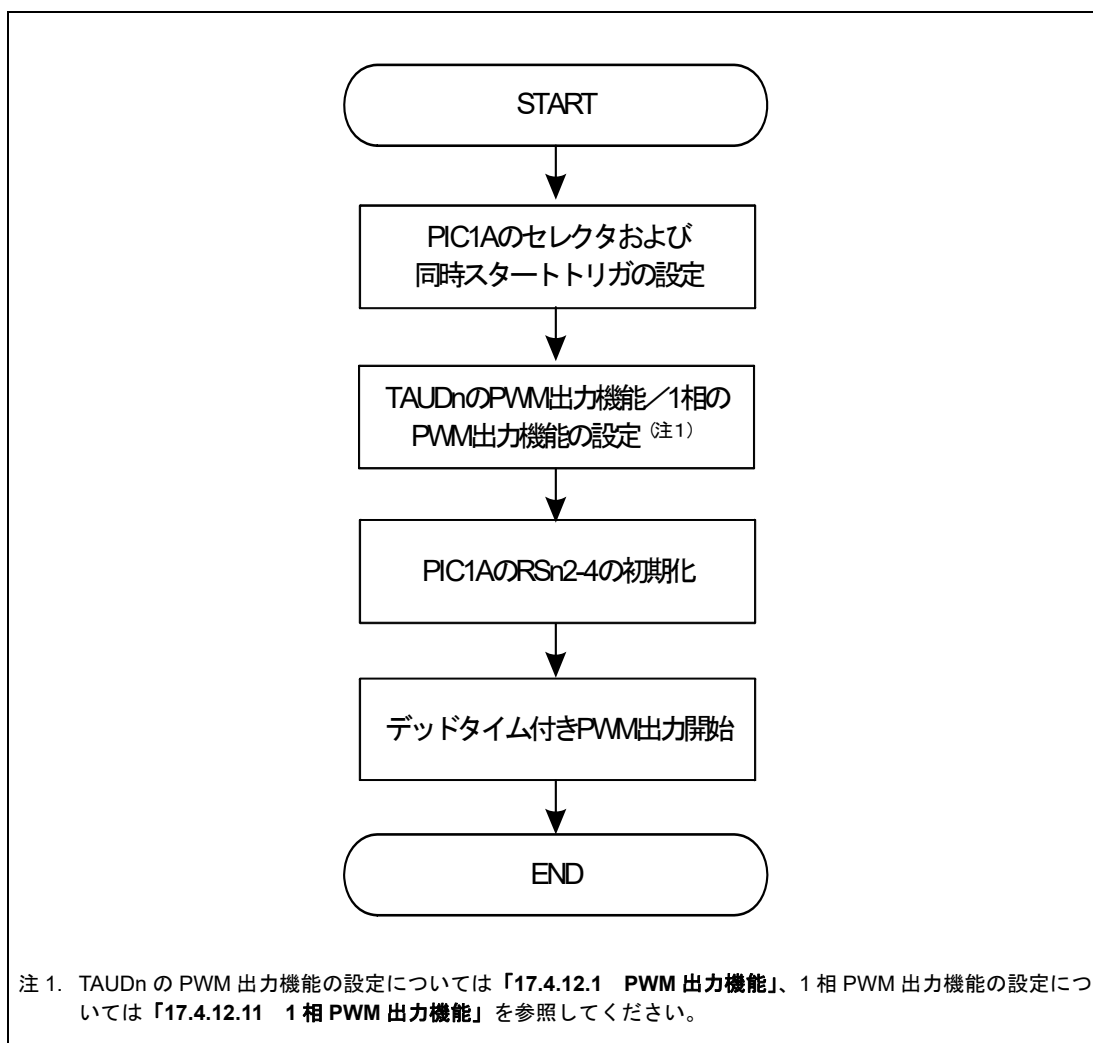 START
PIC1Aのセレクタおよび
同時スタートトリガの設定
TAUDnのPWM出力機能／1相の
PWM出力機能の設定（注1）
PIC1AのRSn2-4の初期化
デッドタイム付きPWM出力開始
END
注 1. TAUDn の PWM 出力機能の設定については「17.4.12.1 PWM 出力機能」、1 相 PWM 出力機能の設定につ
いては「17.4.12.11 1 相 PWM 出力機能」を参照してください。